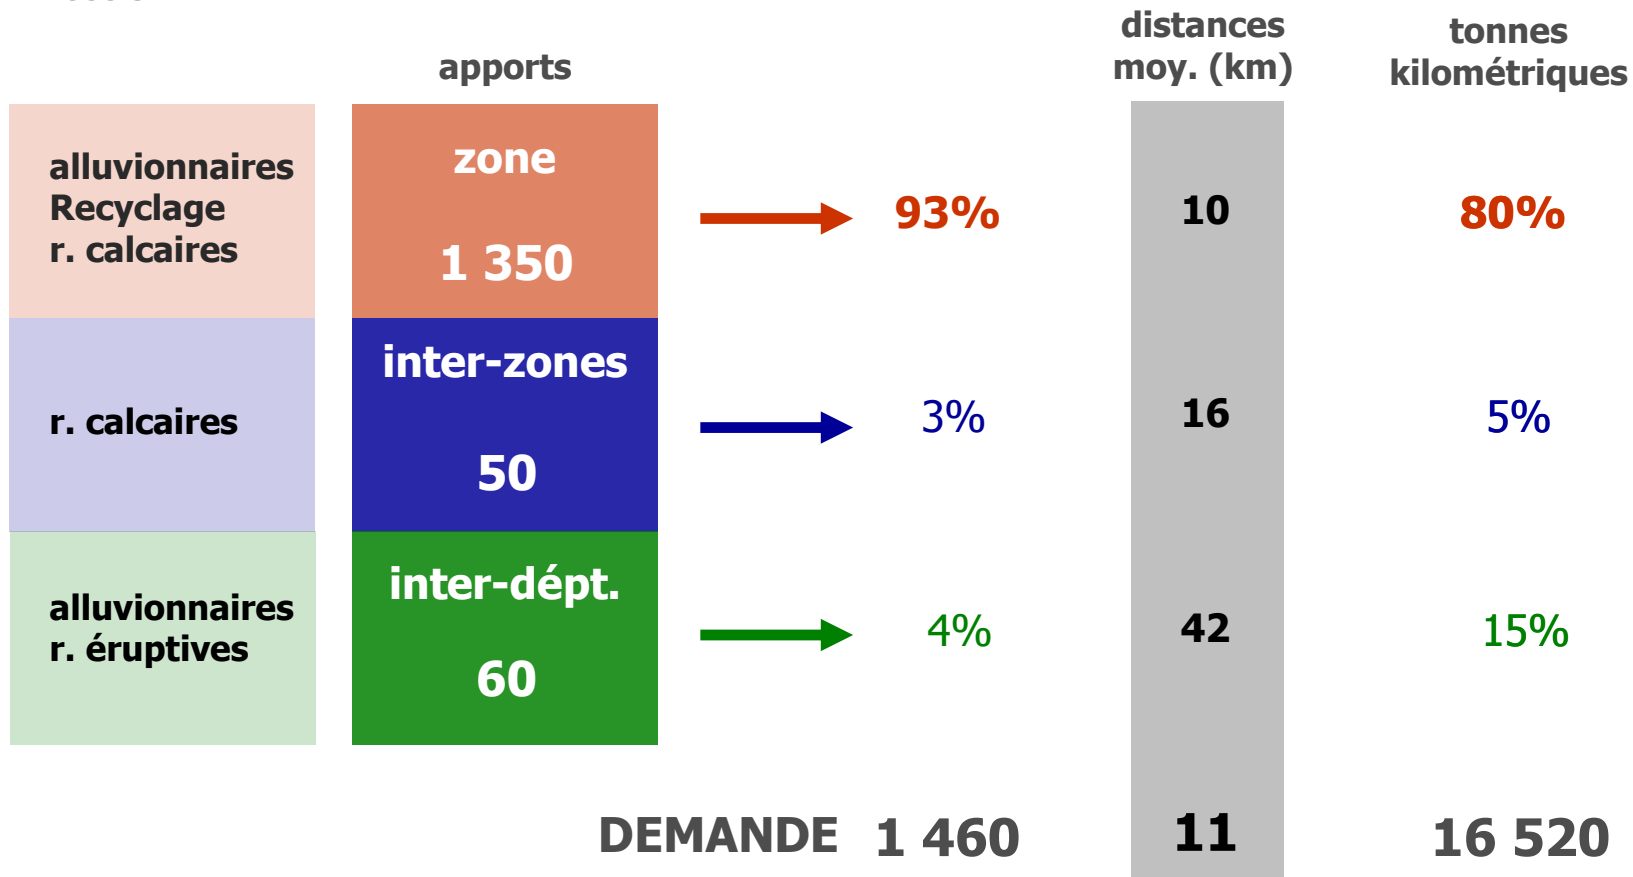 apports
distances
moy. (km)
tonnes
kilométriques
alluvionnaires
Recyclage
r. calcaires
zone
1 350
93%
10
80%
r. calcaires
inter-zones
50
3%
16
5%
alluvionnaires
r. éruptives
inter-dépt.
60
4%
42
15%
DEMANDE 1 460
11
16 520